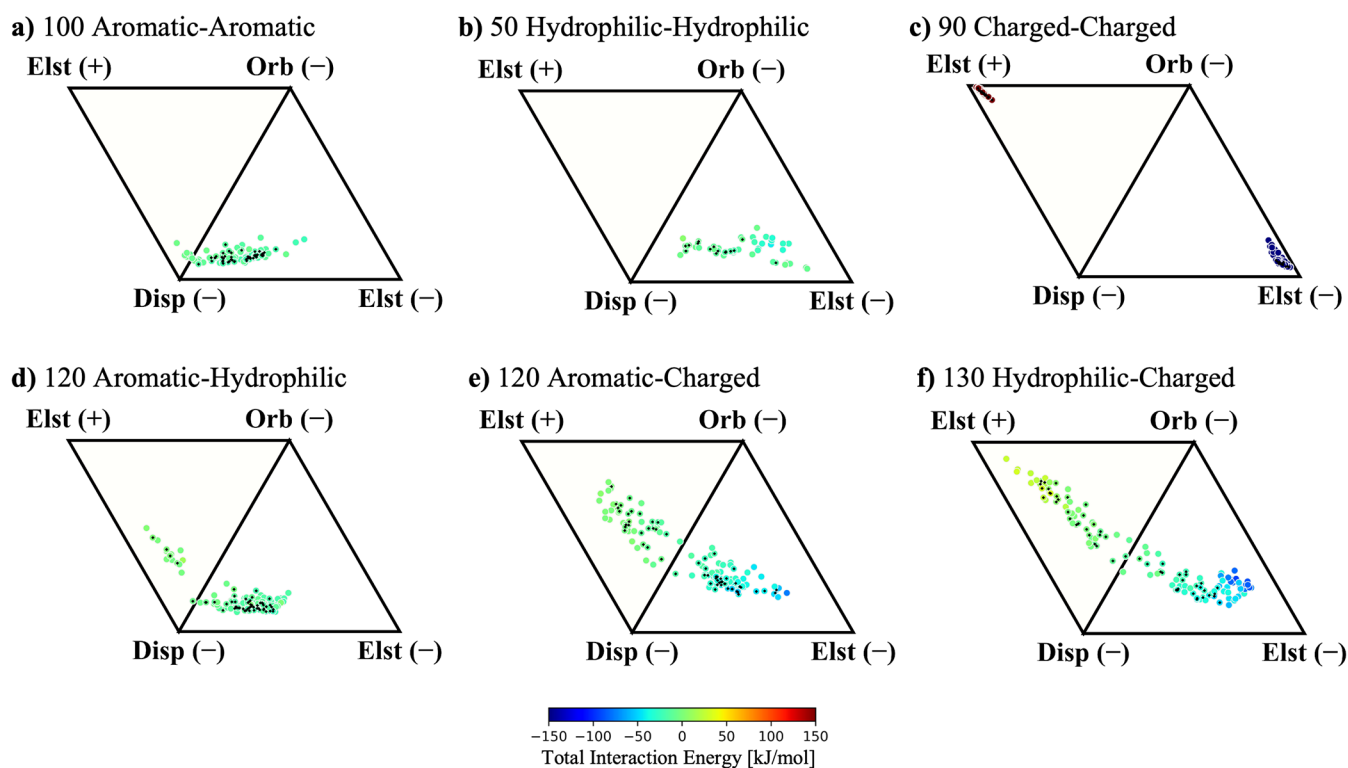 a) 100 Aromatic-Aromatic
Elst (+) Orb (−)
Disp (−) Elst (−)
b) 50 Hydrophilic-Hydrophilic
Elst (+) Orb (−)
Disp (−) Elst (−)
c) 90 Charged-Charged
Elst (+) Orb (−)
Disp (−) Elst (−)
d) 120 Aromatic-Hydrophilic
Elst (+) Orb (−)
Disp (−) Elst (−)
e) 120 Aromatic-Charged
Elst (+) Orb (−)
Disp (−) Elst (−)
f) 130 Hydrophilic-Charged
Elst (+) Orb (−)
Disp (−) Elst (−)
−150 −100 −50 0 50 100 150
Total Interaction Energy [kJ/mol]